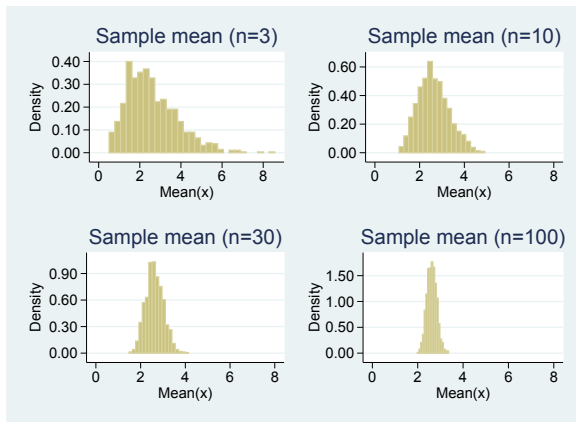 Sample mean (n=3)
0.40
0.30
0.20
0.10
0.00
Density
0 2 4 6 8
Mean(x)
Sample mean (n=10)
0.60
0.40
0.20
0.00
Density
0 2 4 6 8
Mean(x)
Sample mean (n=30)
0.90
0.60
0.30
0.00
Density
0 2 4 6 8
Mean(x)
Sample mean (n=100)
1.50
1.00
0.50
0.00
Density
0 2 4 6 8
Mean(x)